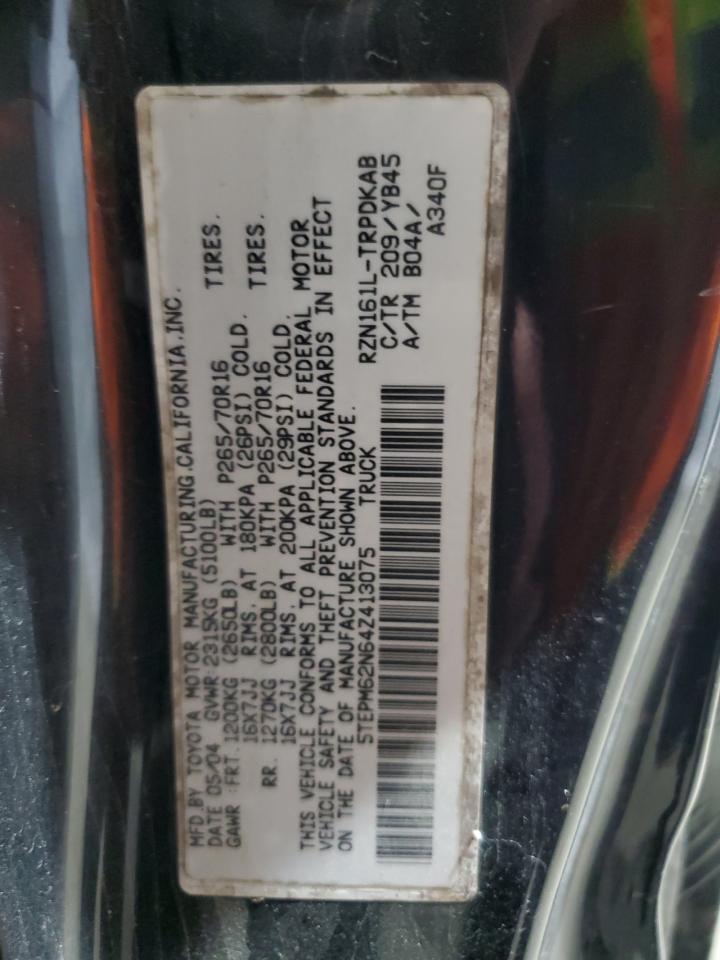 MFD.BY TOYOTA MOTOR MANUFACTURING.CALIFORNIA.INC.
DATE 05/04 GVWR:2315KG (5100LB)
GAWR :FRT.1200KG (2650LB) WITH P265/70R16 TIRES.
16X7JJ RIMS. AT 180KPA (26PSI) COLD.
RR. 1270KG (2800LB) WITH P265/70R16 TIRES.
16X7JJ RIMS. AT 200KPA (29PSI) COLD.
THIS VEHICLE CONFORMS TO ALL APPLICABLE FEDERAL MOTOR
VEHICLE SAFETY AND THEFT PREVENTION STANDARDS IN EFFECT
ON THE DATE OF MANUFACTURE SHOWN ABOVE.
5TEPM62N64Z413075 TRUCK
RZN161L-TRPDKAB
C/TR 209/YB45
A/TM B04A/
A340F